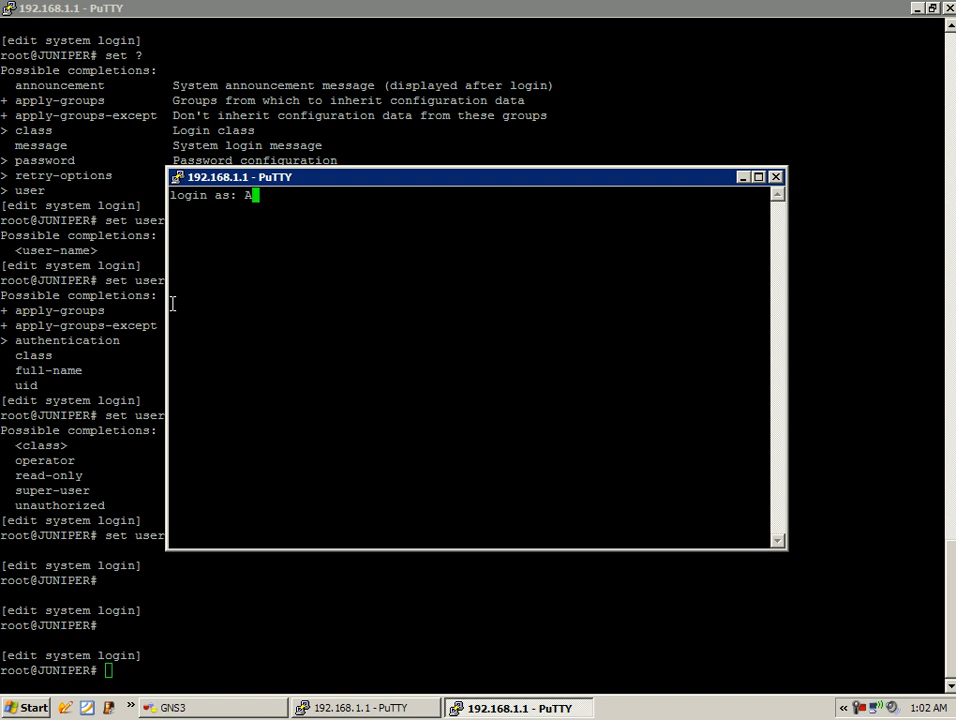 192.168.1.1 - PuTTY
[edit system login]
root@JUNIPER# set ?
Possible completions:
announcement System announcement message (displayed after login)
+ apply-groups Groups from which to inherit configuration data
+ apply-groups-except Don't inherit configuration data from these groups
> class Login class
message System login message
> password Password configuration
> retry-options
> user
[edit system login]
root@JUNIPER# set user
Possible completions:
<user-name>
[edit system login]
root@JUNIPER# set user
Possible completions:
+ apply-groups
+ apply-groups-except
> authentication
class
full-name
uid
[edit system login]
root@JUNIPER# set user
Possible completions:
<class>
operator
read-only
super-user
unauthorized
[edit system login]
root@JUNIPER# set user
[edit system login]
root@JUNIPER#
[edit system login]
root@JUNIPER#
[edit system login]
root@JUNIPER#
192.168.1.1 - PuTTY
login as: A
Start
GNS3
192.168.1.1 - PuTTY
192.168.1.1 - PuTTY
1:02 AM